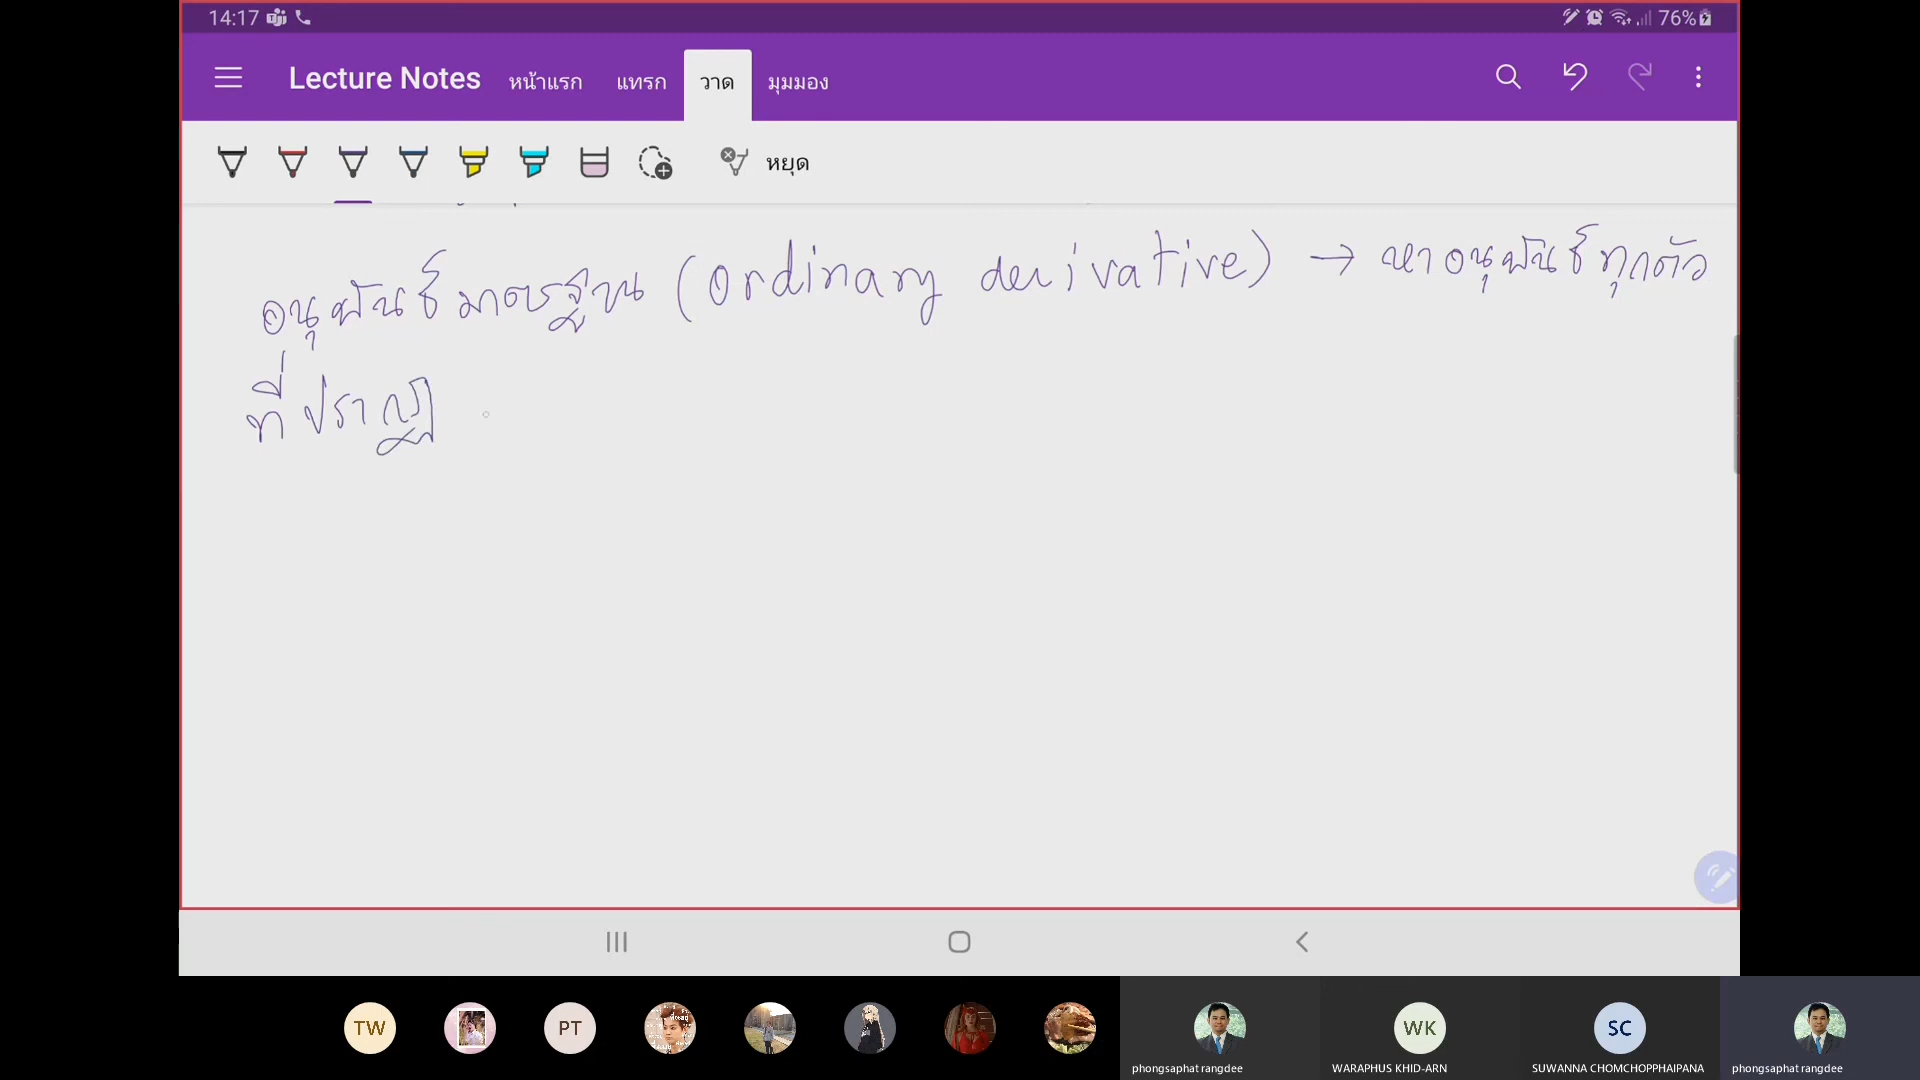 14:17
76%
Lecture Notes หน้าแรก แทรก วาด มุมมอง
หยุด
อนุพันธ์มาตรฐาน (ordinary derivative) → หาอนุพันธ์ทุกตัว
ที่ปรากฏ
TW PT WK SC
phongsaphat rangdee WARAPHUS KHID-ARN SUWANNA CHOMCHOPPHAIPANA phongsaphat rangdee